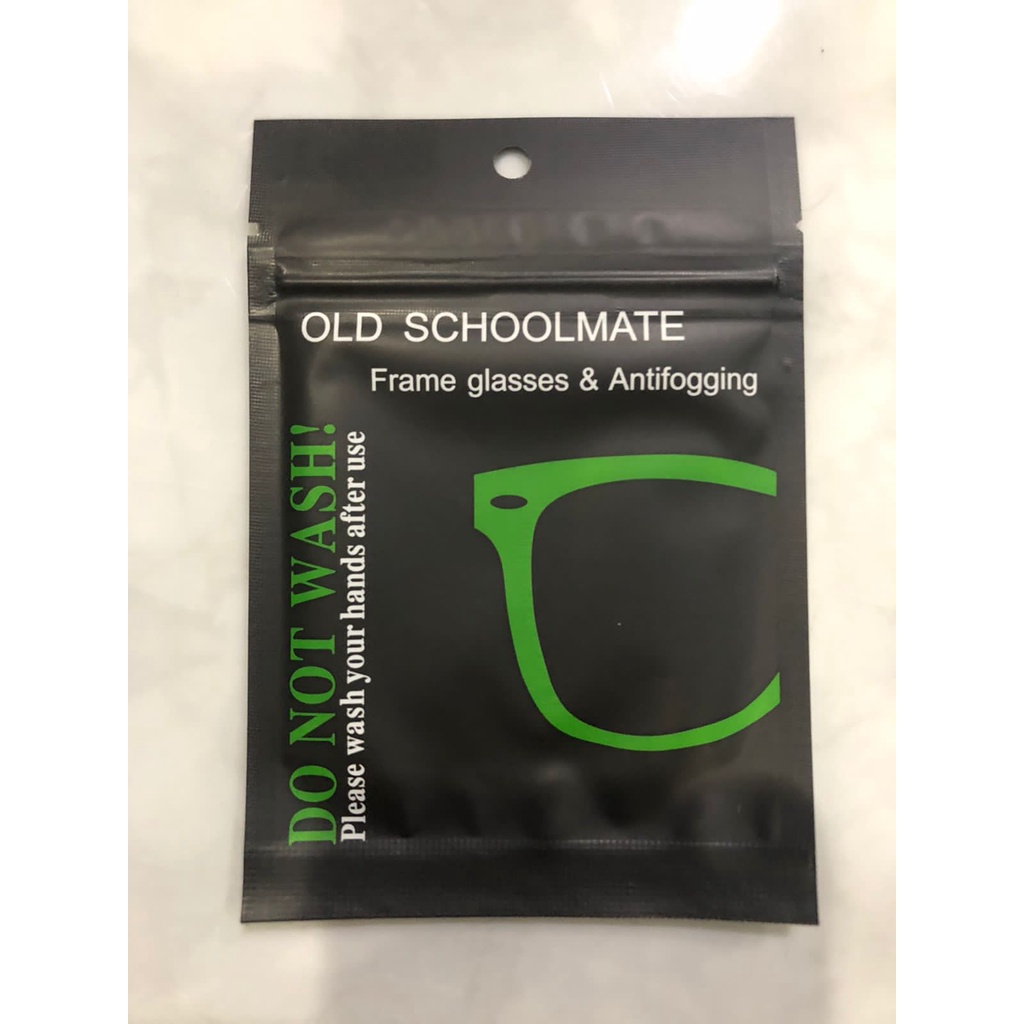 OLD SCHOOLMATE
Frame glasses & Antifogging
DO NOT WASH!
Please wash your hands after use